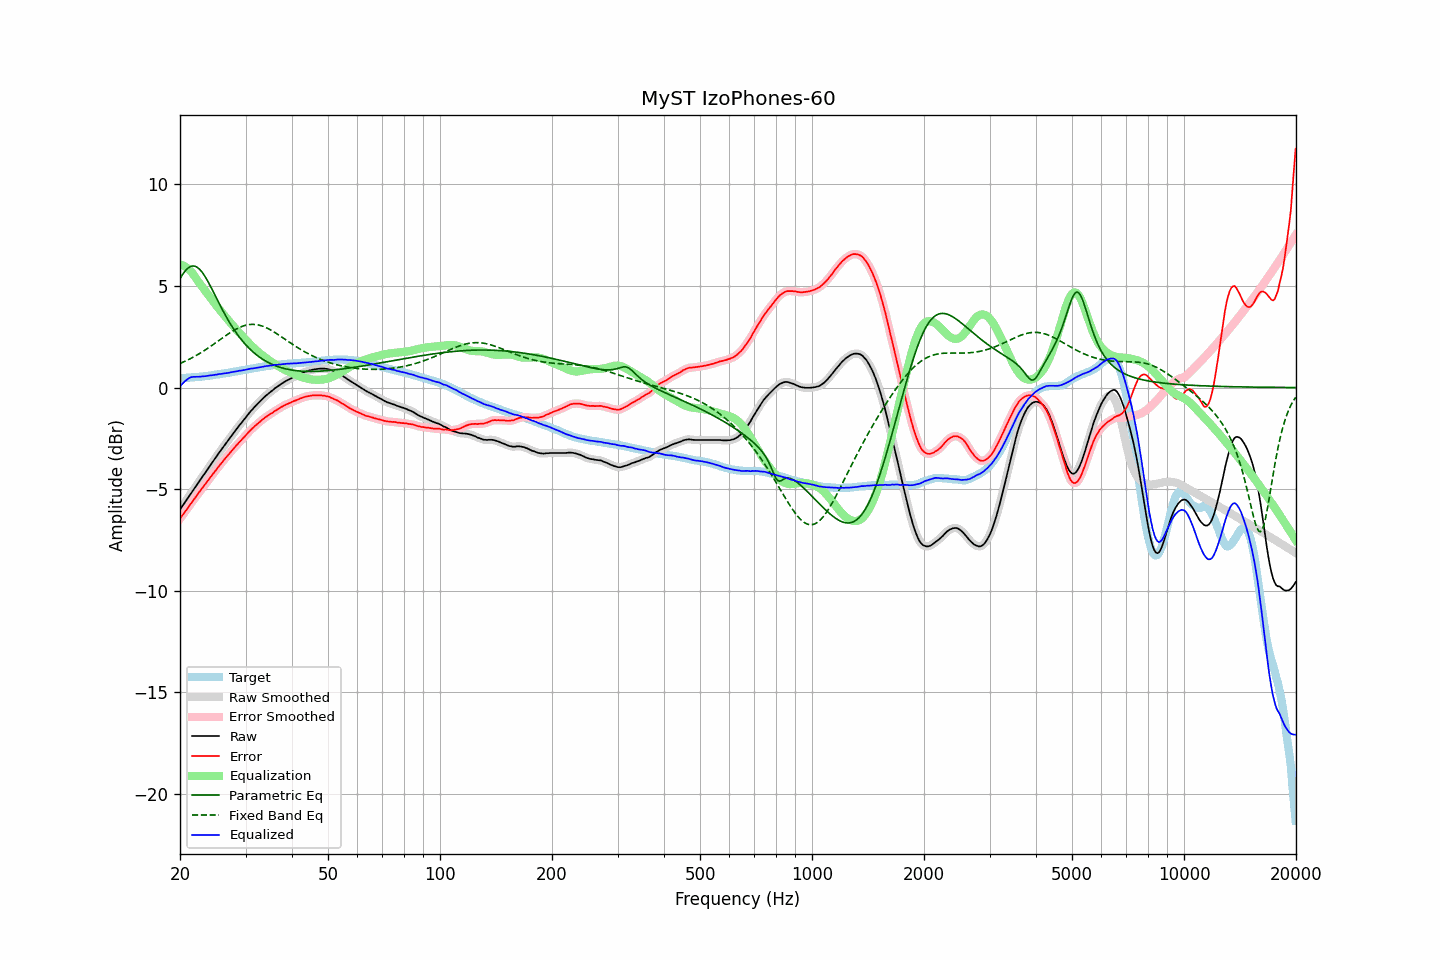 MyST IzoPhones-60
Amplitude (dBr)
10
5
0
−5
−10
−15
−20
Target
Raw Smoothed
Error Smoothed
Raw
Error
Equalization
Parametric Eq
Fixed Band Eq
Equalized
20 50 100 200 500 1000 2000 5000 10000 20000
Frequency (Hz)